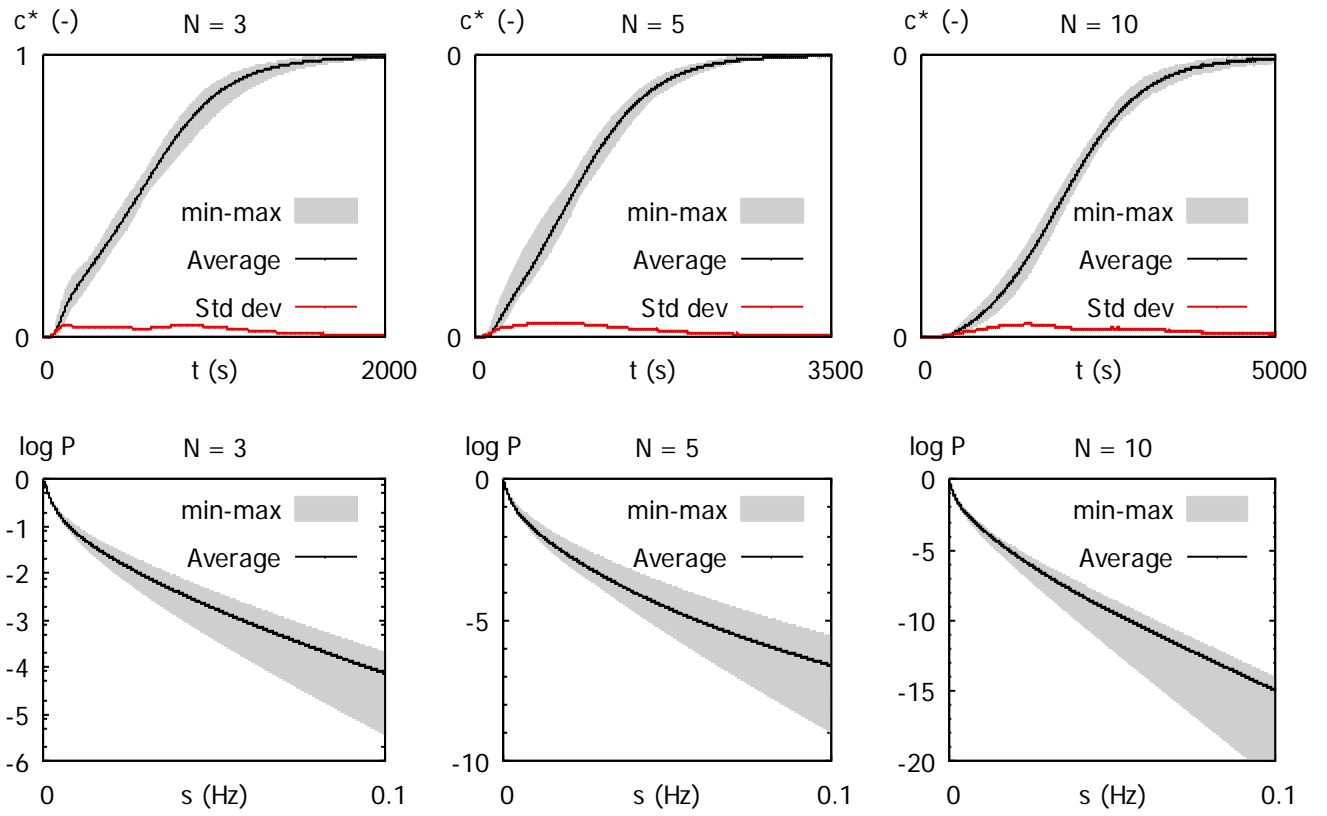 c* (-) N = 3
1
min-max
Average
Std dev
0
0 t (s) 2000
c* (-) N = 5
0
min-max
Average
Std dev
0
0 t (s) 3500
c* (-) N = 10
0
min-max
Average
Std dev
0
0 t (s) 5000
log P N = 3
0
min-max
-1
Average
-2
-3
-4
-5
-6
0 s (Hz) 0.1
log P N = 5
0
min-max
Average
-5
-10
0 s (Hz) 0.1
log P N = 10
0
min-max
Average
-5
-10
-15
-20
0 s (Hz) 0.1